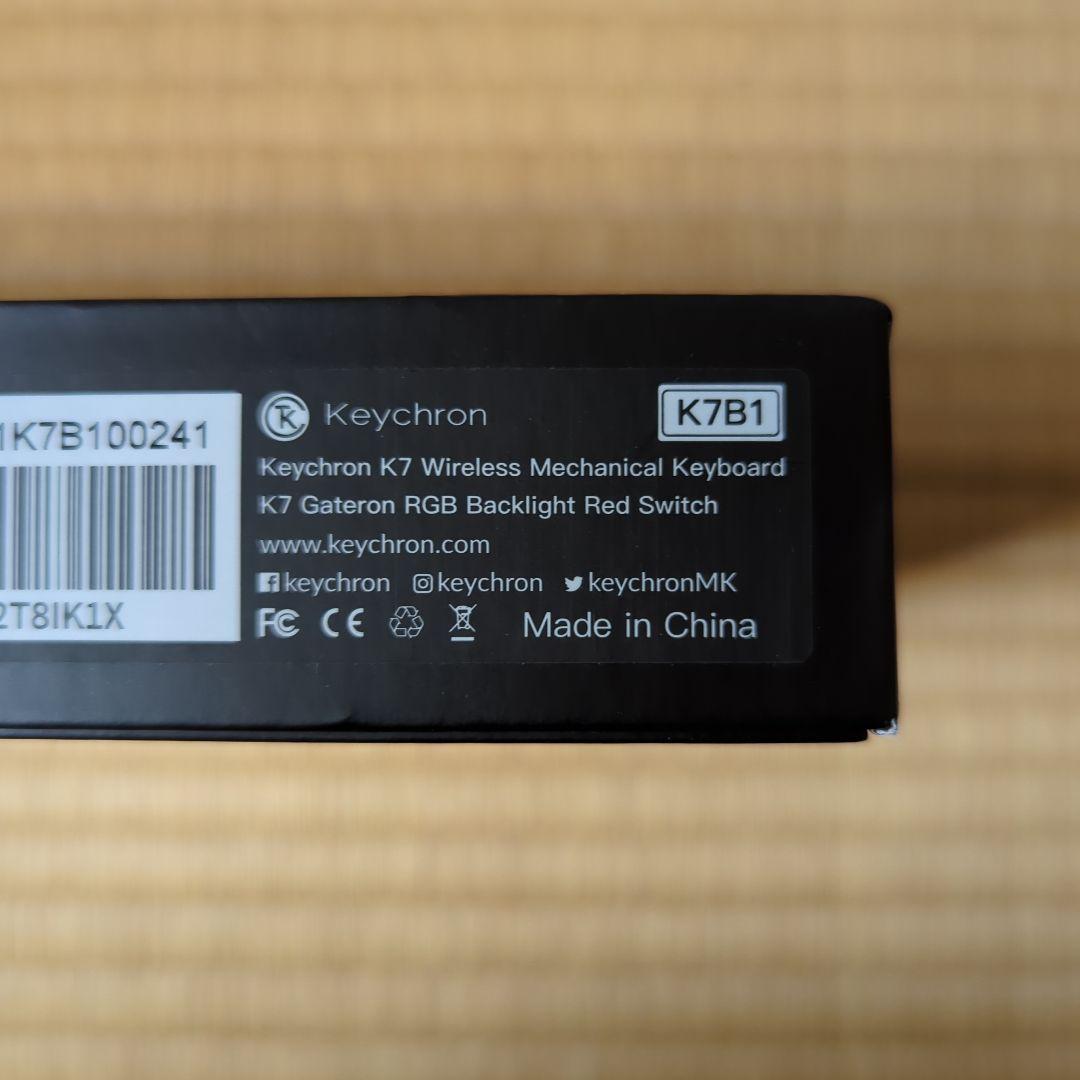 1K7B100241
2T8IK1X
Keychron
K7B1
Keychron K7 Wireless Mechanical Keyboard
K7 Gateron RGB Backlight Red Switch
www.keychron.com
keychron keychron keychronMK
FC CE Made in China